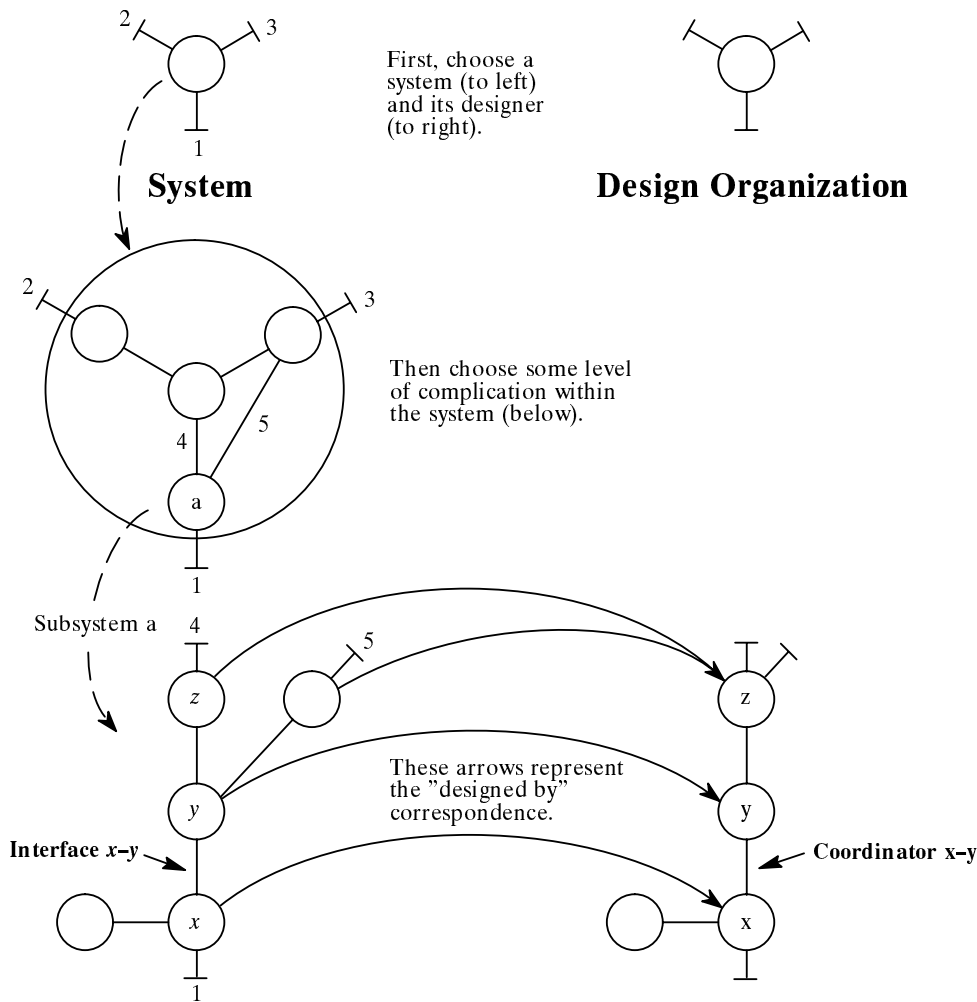 2
3
First, choose a
system (to left)
and its designer
(to right).
1
System
Design Organization
2
3
Then choose some level
of complication within
the system (below).
4
5
a
1
Subsystem a
4
5
z
z
These arrows represent
the ”designed by”
correspondence.
y
y
Interface x–y
Coordinator x–y
x
x
1